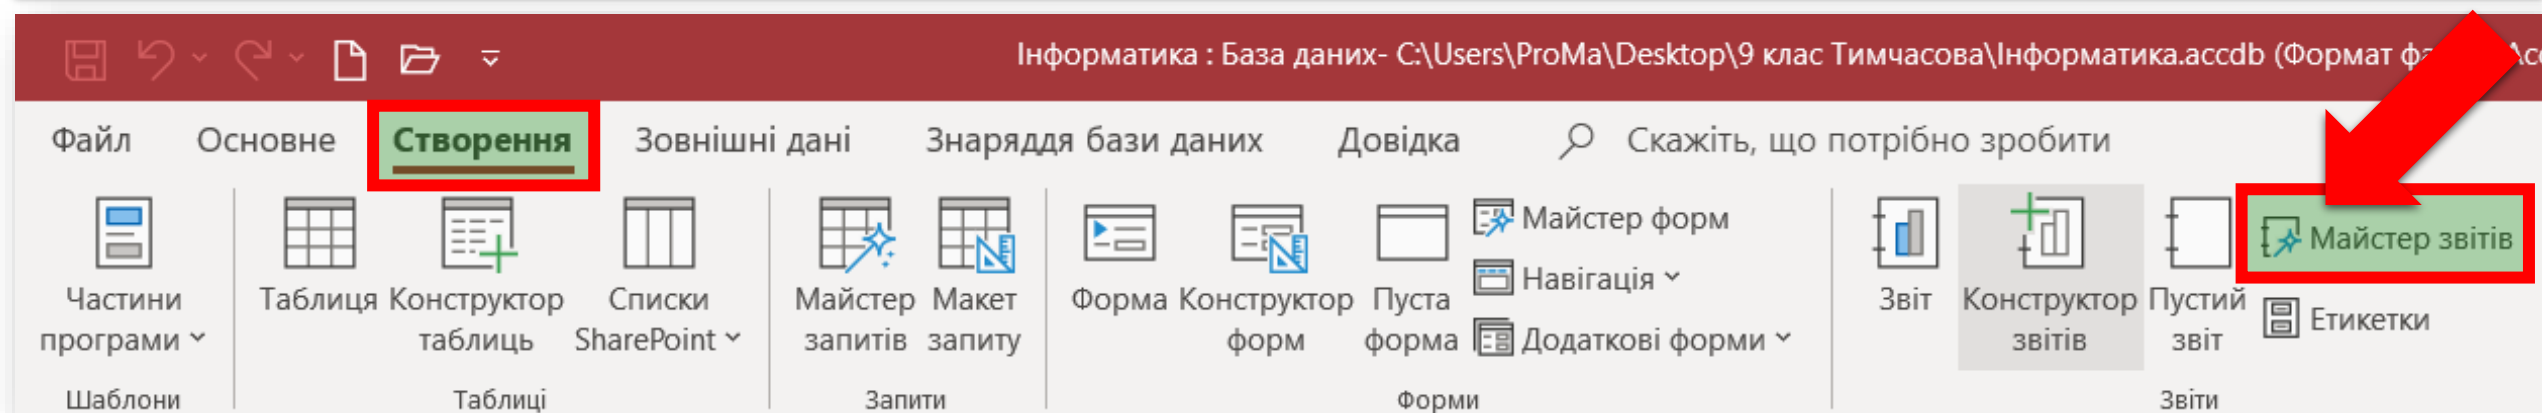 Інформатика : База даних- C:\Users\ProMa\Desktop\9 клас Тимчасова\Інформатика.accdb (Формат
Файл Основне Створення Зовнішні дані Знаряддя бази даних Довідка Скажіть, що потрібно зробити
Частини програми
Таблиця
Конструктор таблиць
Списки SharePoint
Майстер запитів
Макет запиту
Форма
Конструктор форм
Пуста форма
Майстер форм
Навігація
Додаткові форми
Звіт
Конструктор звітів
Пустий звіт
Майстер звітів
Етикетки
Шаблони Таблиці Запити Форми Звіти